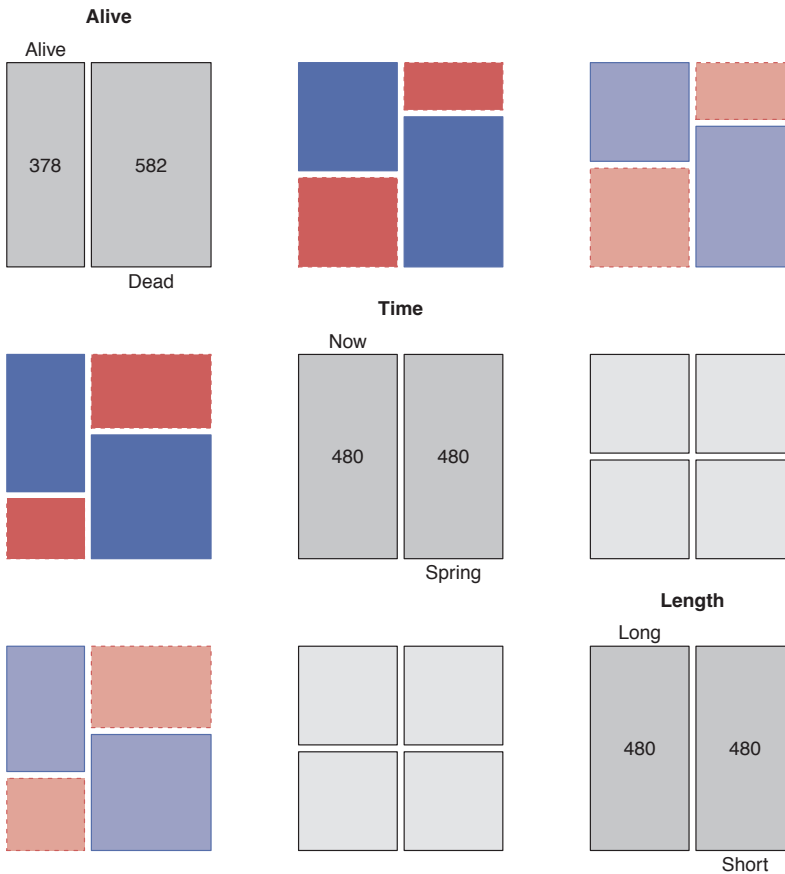 Alive
Alive
378 582
Dead
Time
Now
480 480
Spring
Length
Long
480 480
Short